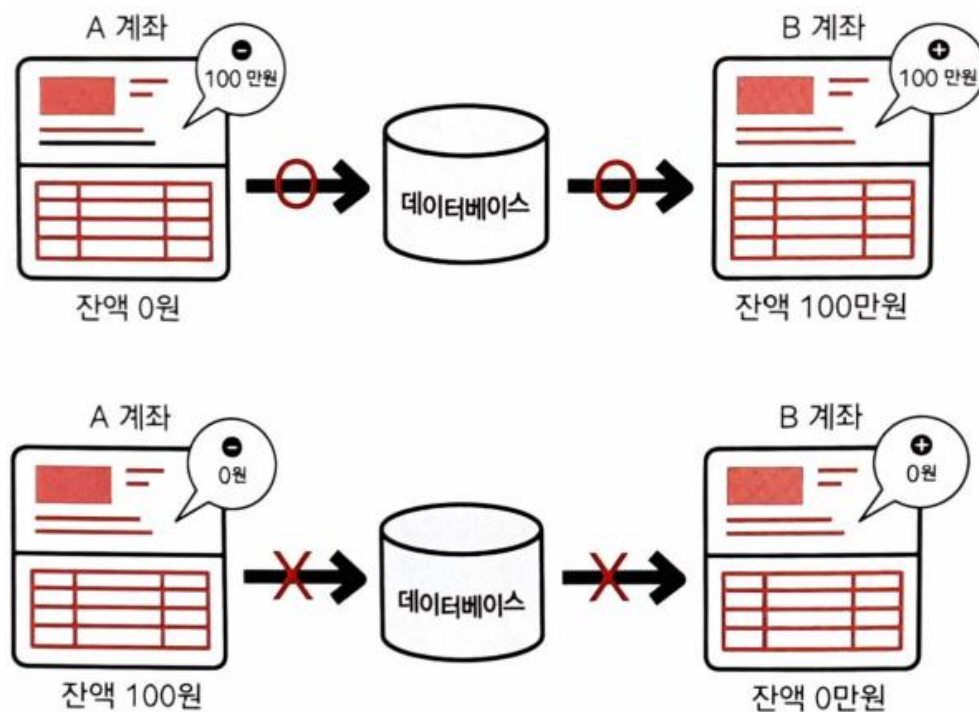 A 계좌
B 계좌
100 만원
100 만원
데이터베이스
잔액 0원
잔액 100만원
A 계좌
B 계좌
0원
0원
데이터베이스
잔액 100원
잔액 0만원